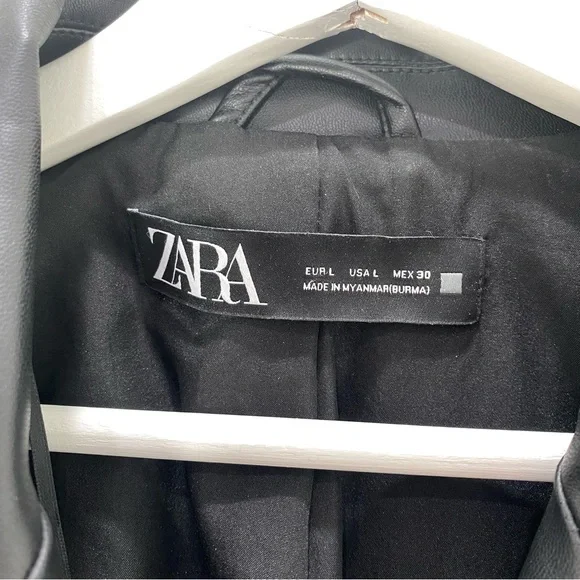 ZARA
EUR L USA L MEX 30
MADE IN MYANMAR(BURMA)